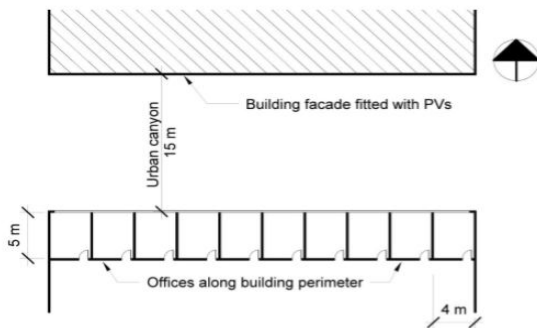 Building facade fitted with PVs
Urban canyon
15 m
5 m
Offices along building perimeter
4 m